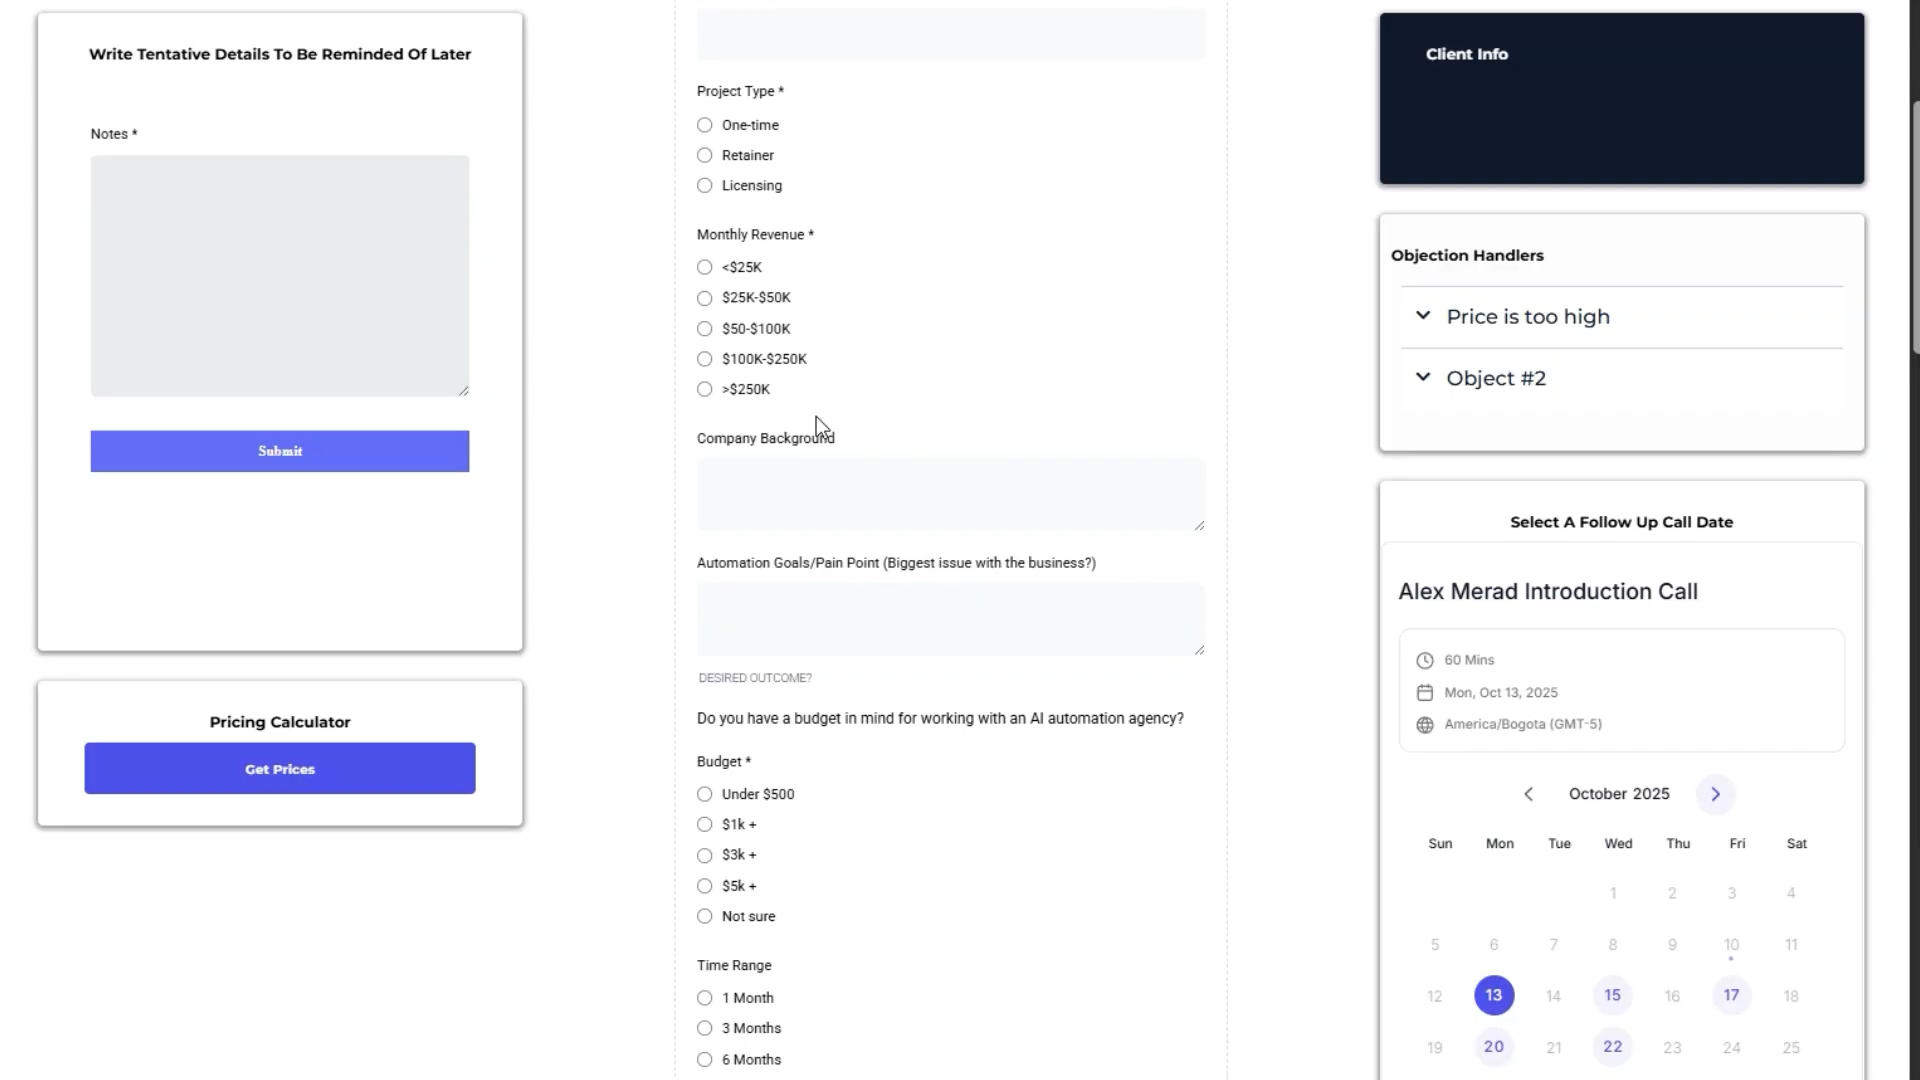 Write Tentative Details To Be Reminded Of Later
Notes *
Submit
Pricing Calculator
Get Prices
Project Type *
One-time
Retainer
Licensing
Monthly Revenue *
<$25K
$25K-$50K
$50-$100K
$100K-$250K
>$250K
Company Background
Automation Goals/Pain Point (Biggest issue with the business?)
DESIRED OUTCOME?
Do you have a budget in mind for working with an AI automation agency?
Budget *
Under $500
$1k +
$3k +
$5k +
Not sure
Time Range
1 Month
3 Months
6 Months
Client Info
Objection Handlers
Price is too high
Object #2
Select A Follow Up Call Date
Alex Merad Introduction Call
60 Mins
Mon, Oct 13, 2025
America/Bogota (GMT-5)
October 2025
Sun Mon Tue Wed Thu Fri Sat
1 2 3 4
5 6 7 8 9 10 11
12 13 14 15 16 17 18
19 20 21 22 23 24 25